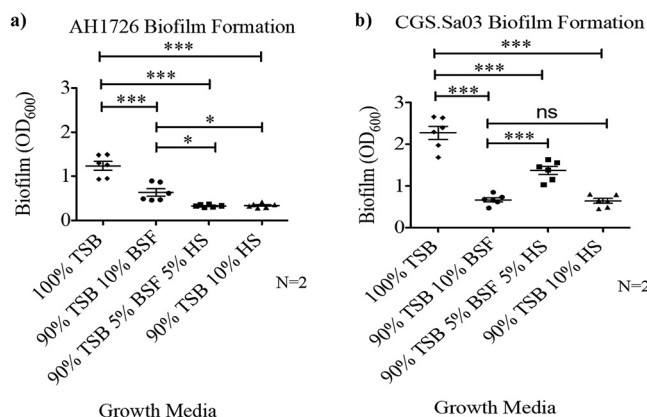 a)
AH1726 Biofilm Formation
***
***
***
*
*
Biofilm (OD600)
3
2
1
0
100% TSB
90% TSB 10% BSF
90% TSB 5% BSF 5% HS
90% TSB 10% HS
N=2
Growth Media
b)
CGS.Sa03 Biofilm Formation
***
***
***
ns
***
Biofilm (OD600)
3
2
1
0
100% TSB
90% TSB 10% BSF
90% TSB 5% BSF 5% HS
90% TSB 10% HS
N=2
Growth Media